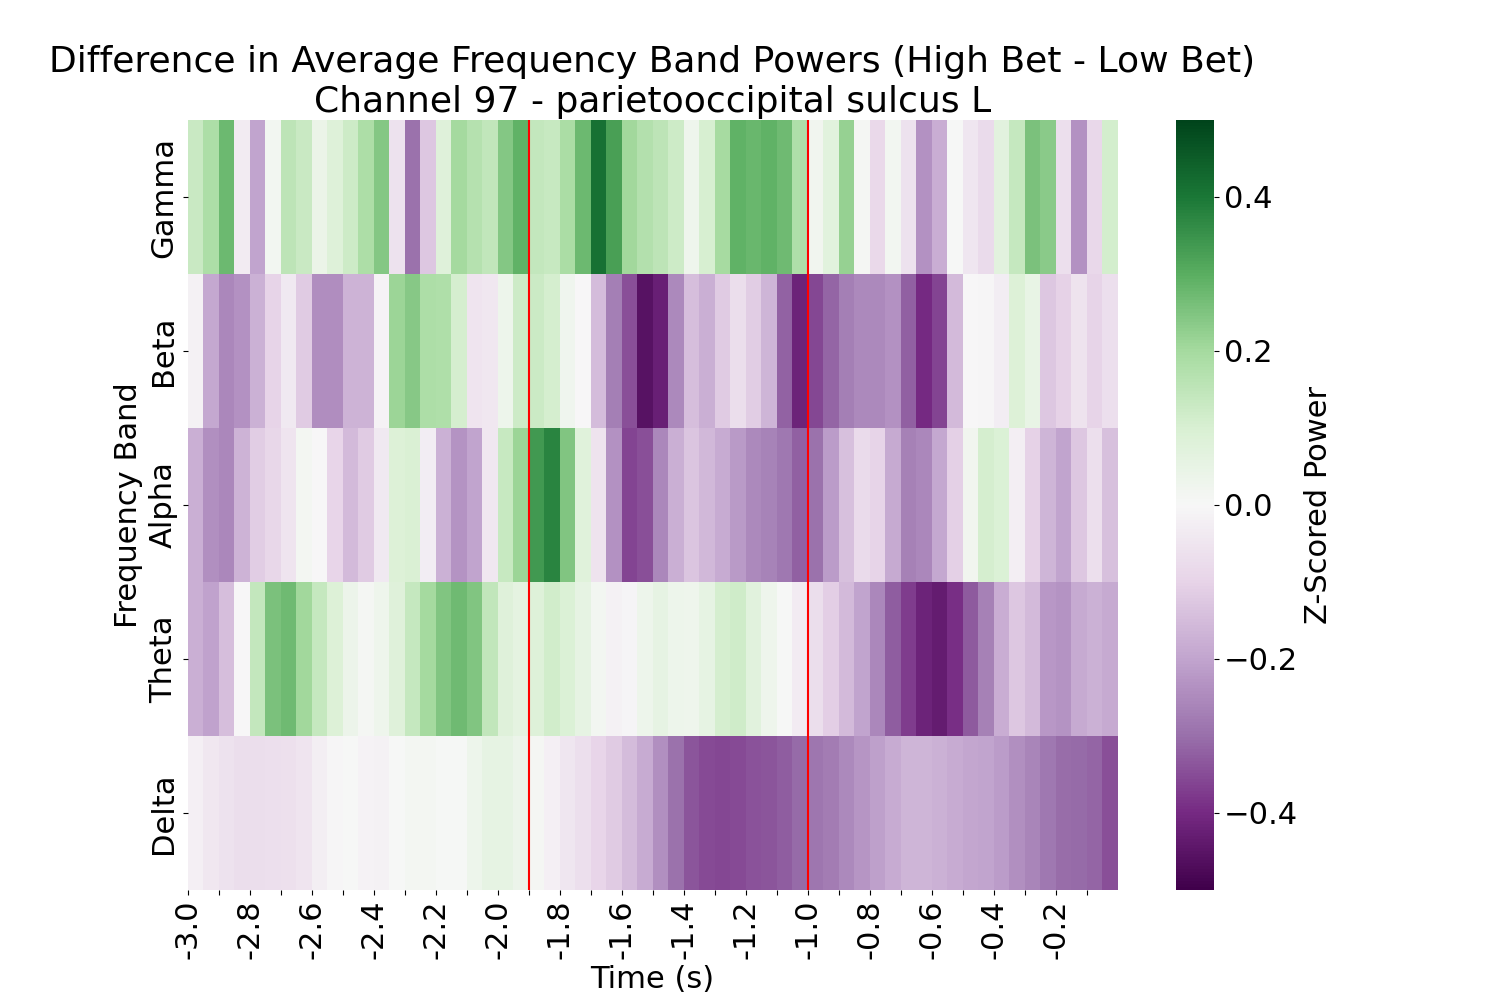 Difference in Average Frequency Band Powers (High Bet - Low Bet)
Channel 97 - parietooccipital sulcus L
Frequency Band
Gamma
Beta
Alpha
Theta
Delta
-3.0
-2.8
-2.6
-2.4
-2.2
-2.0
-1.8
-1.6
-1.4
-1.2
-1.0
-0.8
-0.6
-0.4
-0.2
Time (s)
0.4
0.2
0.0
−0.2
−0.4
Z-Scored Power